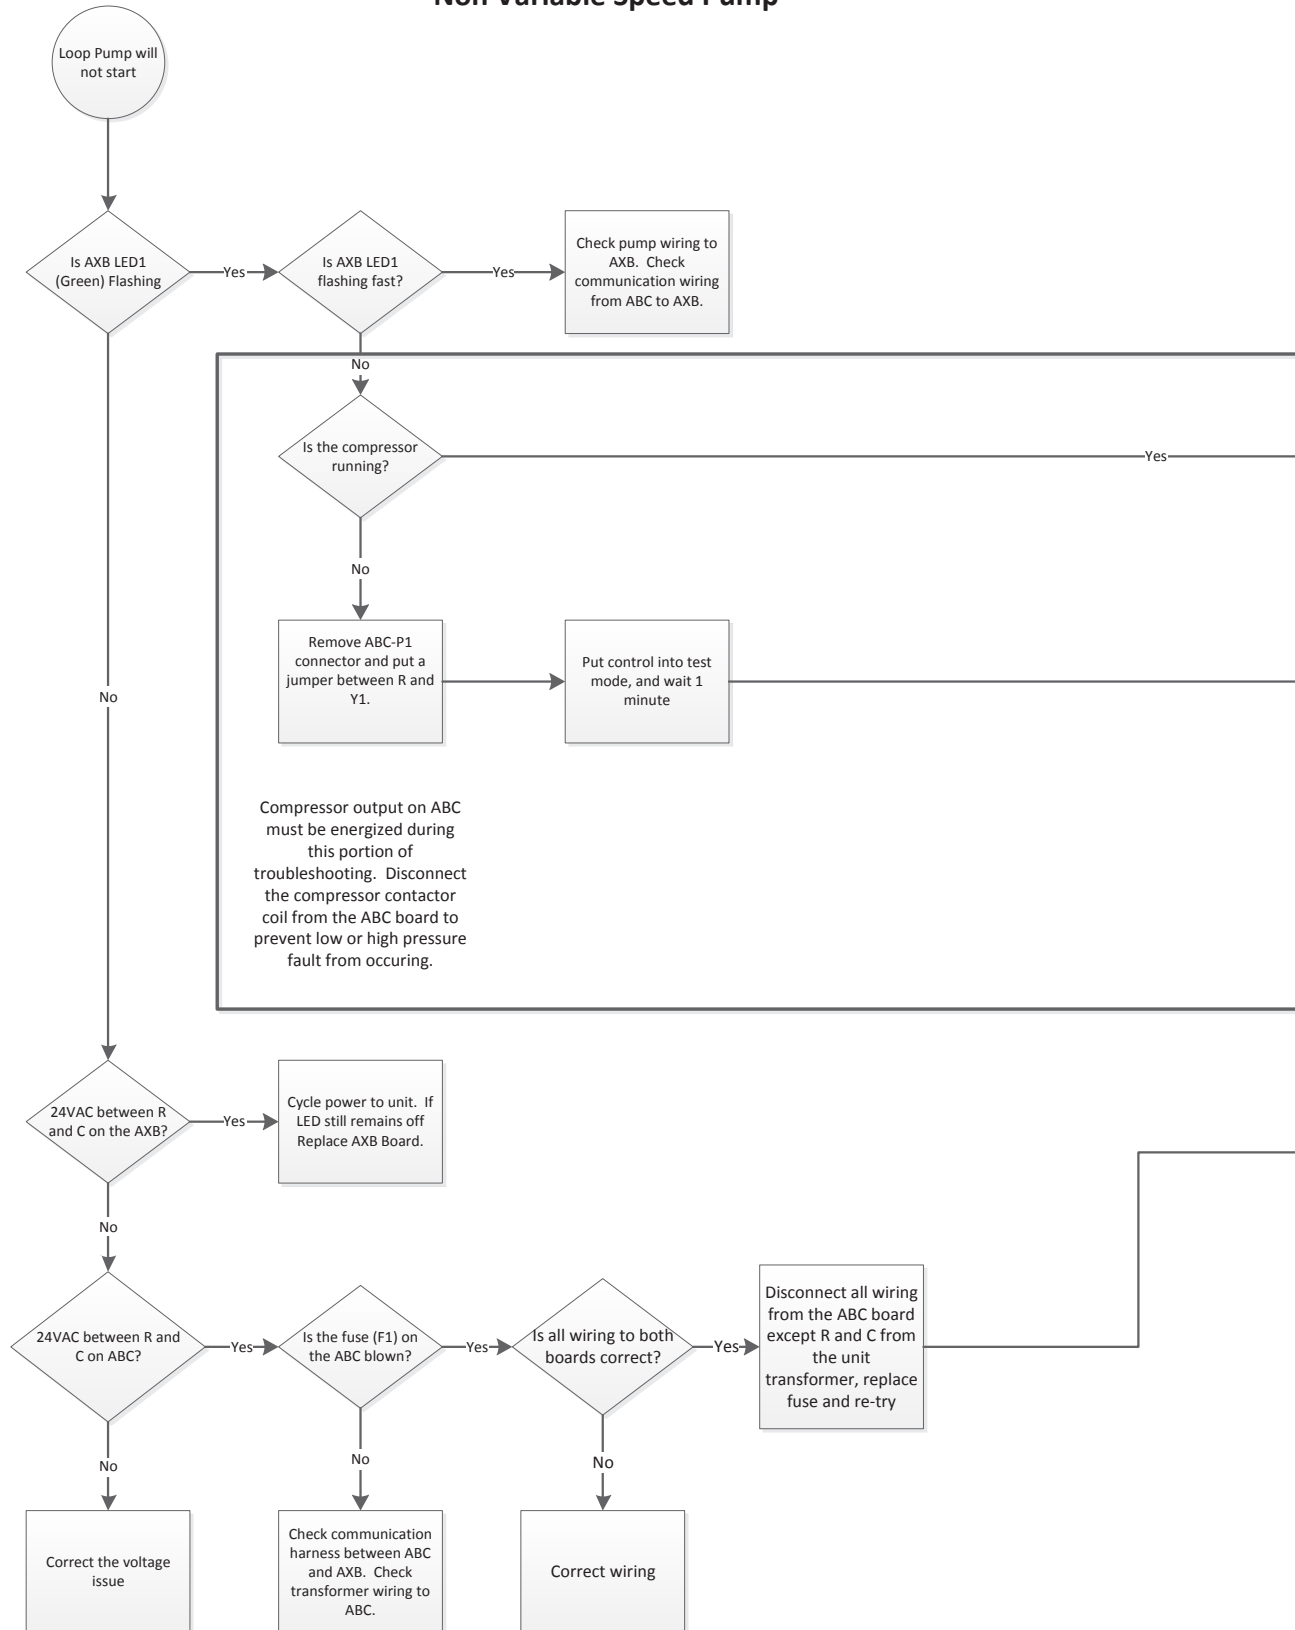 Non Variable Speed Pump
Loop Pump will
not start
Is AXB LED1
(Green) Flashing
Yes
Is AXB LED1
flashing fast?
Yes
Check pump wiring to
AXB. Check
communication wiring
from ABC to AXB.
No
Is the compressor
running?
Yes
No
Remove ABC-P1
connector and put a
jumper between R and
Y1.
Put control into test
mode, and wait 1
minute
No
Compressor output on ABC
must be energized during
this portion of
troubleshooting. Disconnect
the compressor contactor
coil from the ABC board to
prevent low or high pressure
fault from occuring.
24VAC between R
and C on the AXB?
Yes
Cycle power to unit. If
LED still remains off
Replace AXB Board.
No
24VAC between R and
C on ABC?
Yes
Is the fuse (F1) on
the ABC blown?
Yes
Is all wiring to both
boards correct?
Yes
Disconnect all wiring
from the ABC board
except R and C from
the unit
transformer, replace
fuse and re-try
No
No
No
Correct the voltage
issue
Check communication
harness between ABC
and AXB. Check
transformer wiring to
ABC.
Correct wiring